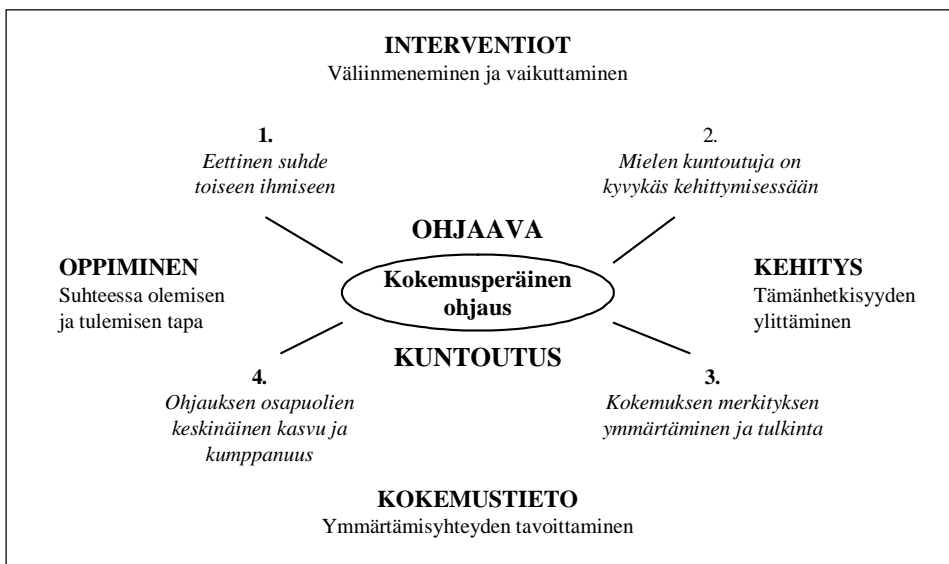 INTERVENTIOT
Väliinmeneminen ja vaikuttaminen
1.
Eettinen suhde
toiseen ihmiseen
2.
Mielen kuntoutuja on
kyvykäs kehittymisessään
OHJAAVA
OPPIMINEN
Suhteessa olemisen
ja tulemisen tapa
Kokemusperäinen
ohjaus
KEHITYS
Tämänhetkisyyden
ylittäminen
KUNTOUTUS
4.
Ohjauksen osapuolien
keskinäinen kasvu ja
kumppanuus
3.
Kokemuksen merkityksen
ymmärtäminen ja tulkinta
KOKEMUSTIETO
Ymmärtämisyhteyden tavoittaminen